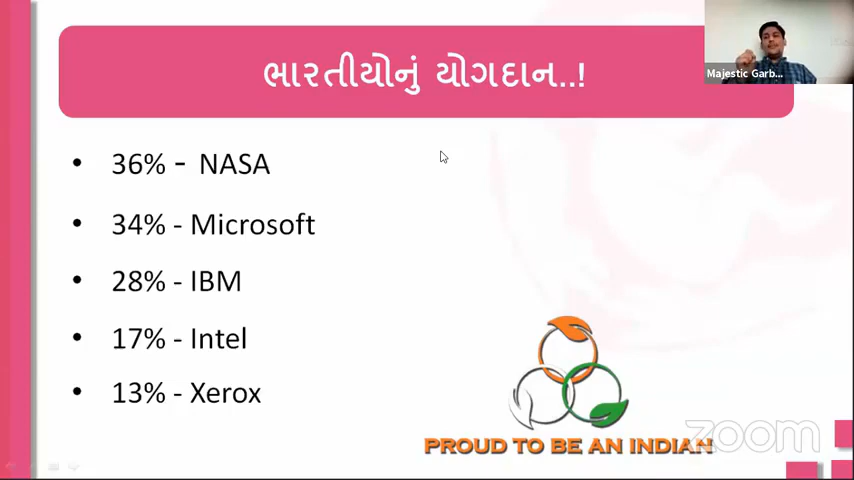 ભારતીયોનું યોગદાન..!
Majestic Garb...
• 36% - NASA
• 34% - Microsoft
• 28% - IBM
• 17% - Intel
• 13% - Xerox
PROUD TO BE AN INDIAN
zoom